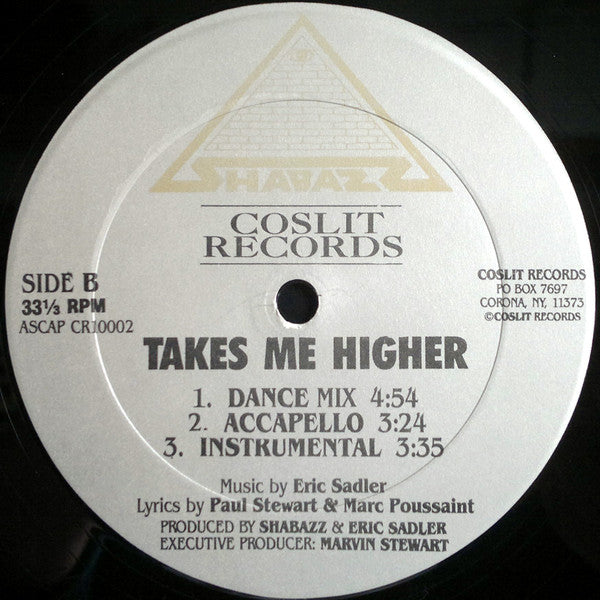 SHABAZZ
COSLIT
RECORDS
SIDE B
33⅓ RPM
ASCAP CR10002
COSLIT RECORDS
PO BOX 7697
CORONA, NY, 11373
©COSLIT RECORDS
TAKES ME HIGHER
1. DANCE MIX 4:54
2. ACCAPELLO 3:24
3. INSTRUMENTAL 3:35
Music by Eric Sadler
Lyrics by Paul Stewart & Marc Poussaint
PRODUCED BY SHABAZZ & ERIC SADLER
EXECUTIVE PRODUCER: MARVIN STEWART